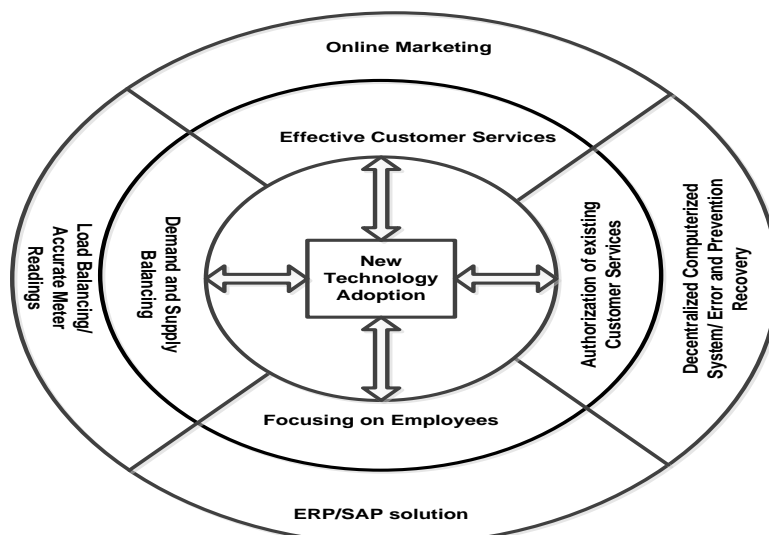 Online Marketing
Effective Customer Services
Load Balancing/
Accurate Meter
Readings
Demand and Supply
Balancing
New
Technology
Adoption
Authorization of existing
Customer Services
Decentralized Computerized
System/ Error and Prevention
Recovery
Focusing on Employees
ERP/SAP solution